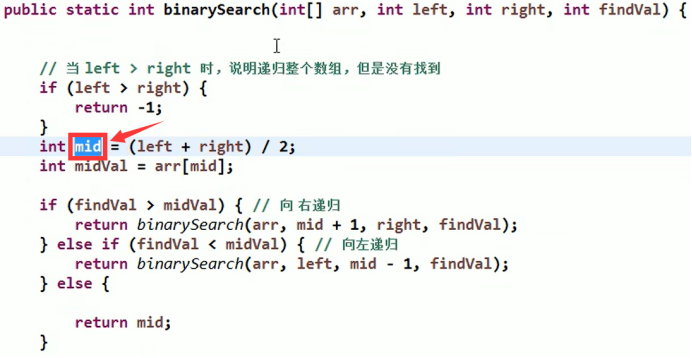 public static int binarySearch(int[] arr, int left, int right, int findVal) {
// 当 left > right 时，说明递归整个数组，但是没有找到
if (left > right) {
return -1;
}
int mid = (left + right) / 2;
int midVal = arr[mid];
if (findVal > midVal) { // 向 右递归
return binarySearch(arr, mid + 1, right, findVal);
} else if (findVal < midVal) { // 向左递归
return binarySearch(arr, left, mid - 1, findVal);
} else {
return mid;
}